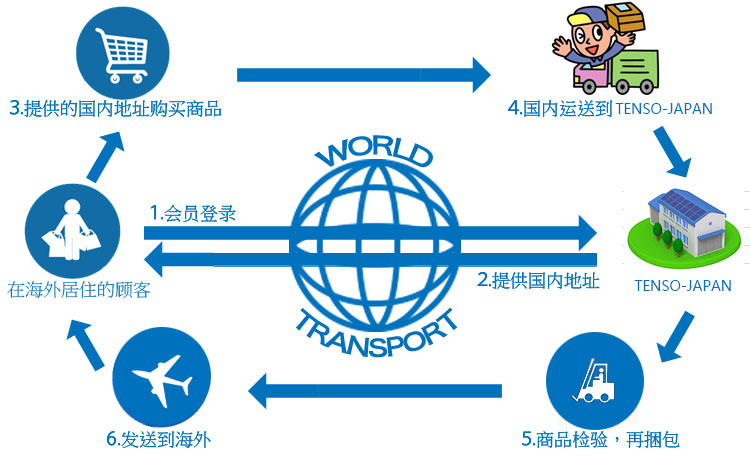 3.提供的国内地址购买商品
4.国内运送到 TENSO-JAPAN
WORLD
1.会员登录
在海外居住的顾客
2.提供国内地址
TENSO-JAPAN
TRANSPORT
6.发送到海外
5.商品检验，再捆包